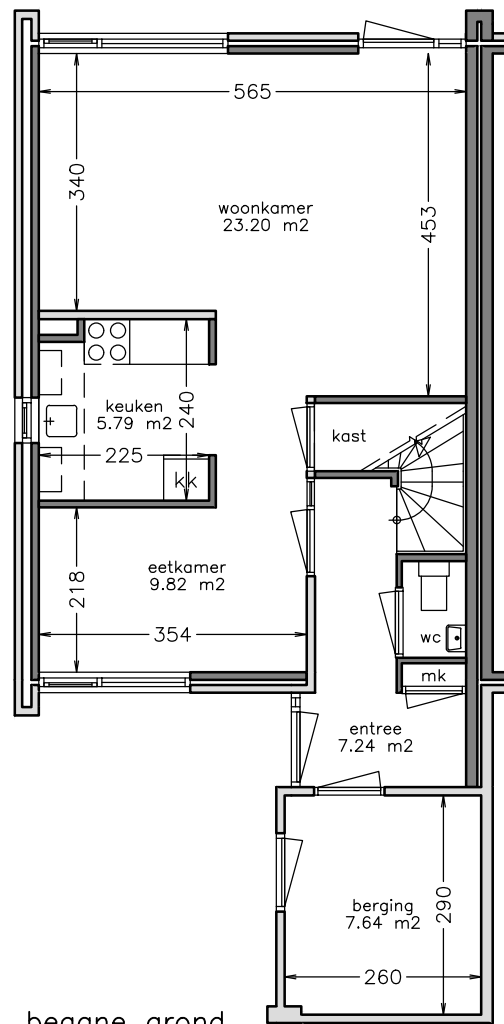 565
340
woonkamer
23.20 m2
453
keuken
5.79 m2
240
225
kk
kast
eetkamer
9.82 m2
218
354
wc
mk
entree
7.24 m2
berging
7.64 m2
290
260
begane grond